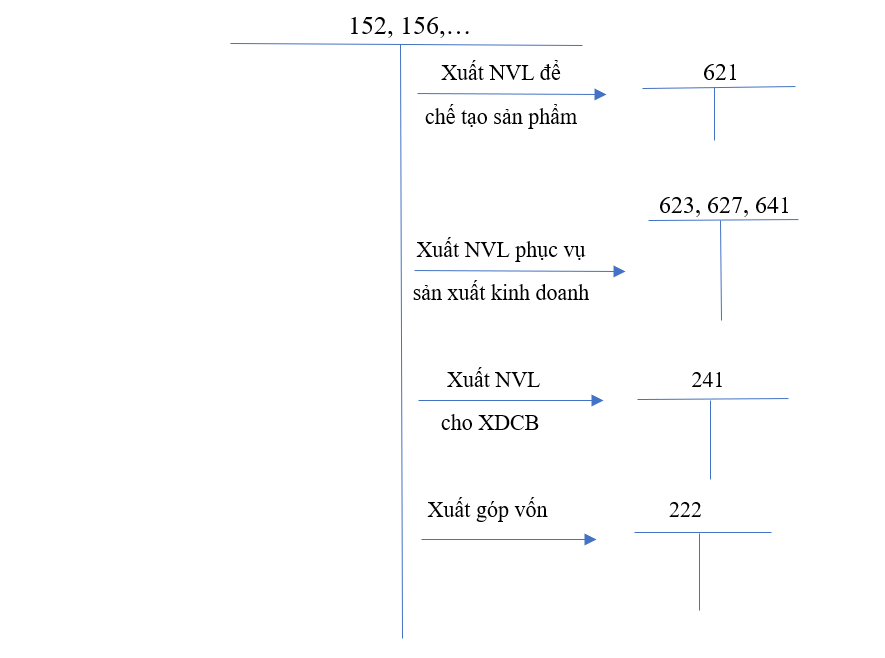 152, 156,…
Xuất NVL để
chế tạo sản phẩm
621
623, 627, 641
Xuất NVL phục vụ
sản xuất kinh doanh
Xuất NVL
cho XDCB
241
Xuất góp vốn
222